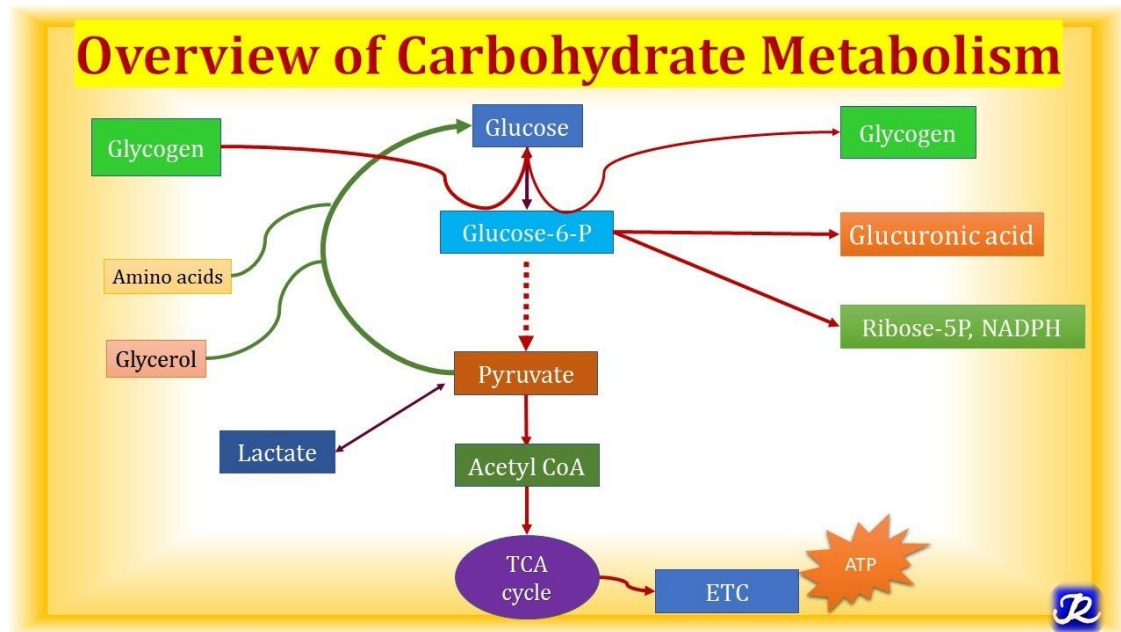 Overview of Carbohydrate Metabolism
Glycogen
Glucose
Glycogen
Glucose-6-P
Glucuronic acid
Amino acids
Ribose-5P, NADPH
Glycerol
Pyruvate
Lactate
Acetyl CoA
TCA
cycle
ETC
ATP